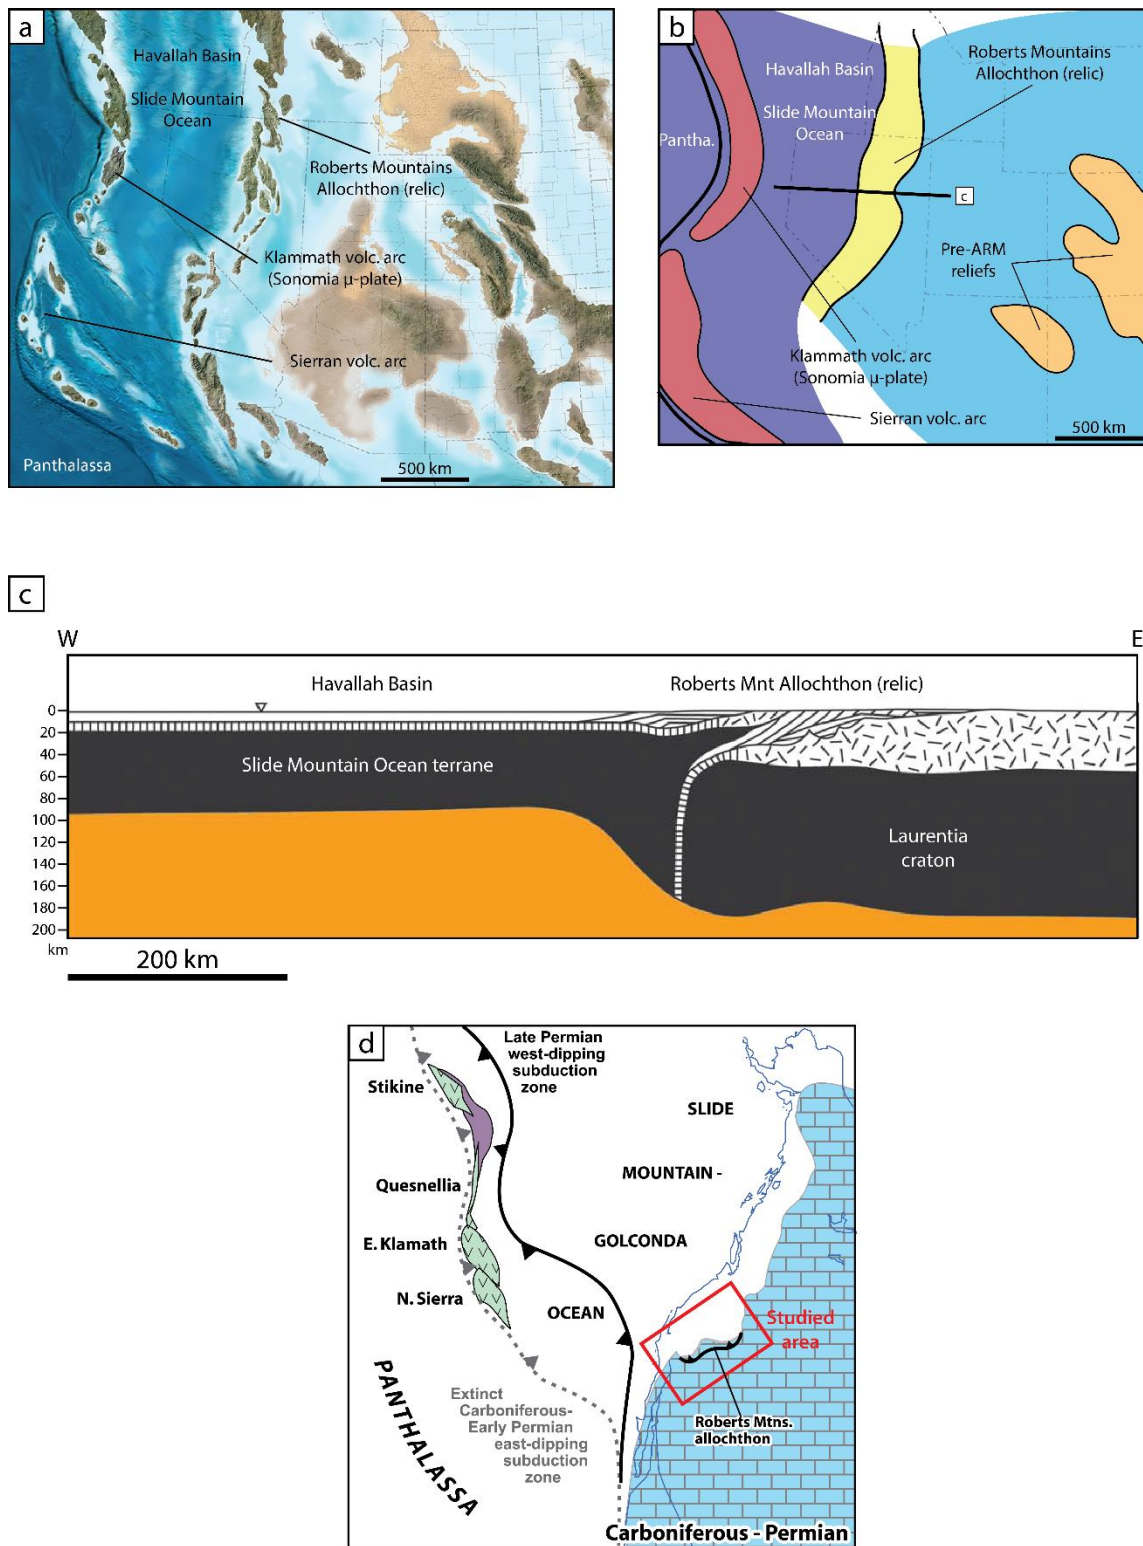 a
Havallah Basin
Slide Mountain
Ocean
Roberts Mountains
Allochthon (relic)
Klammath volc. arc
(Sonomia μ-plate)
Sierran volc. arc
Panthalassa
500 km
b
Havallah Basin
Slide Mountain
Ocean
Pantha.
Roberts Mountains
Allochthon (relic)
c
Pre-ARM
reliefs
Klammath volc. arc
(Sonomia μ-plate)
Sierran volc. arc
500 km
c
W
E
Havallah Basin
Roberts Mnt Allochthon (relic)
0
20
40
60
80
100
120
140
160
180
200
km
Slide Mountain Ocean terrane
Laurentia
craton
200 km
d
Late Permian
west-dipping
subduction
zone
Stikine
SLIDE
MOUNTAIN -
Quesnellia
GOLCONDA
E. Klamath
N. Sierra
OCEAN
Studied
area
PANTHALASSA
Extinct
Carboniferous-
Early Permian
east-dipping
subduction
zone
Roberts Mtns.
allochthon
Carboniferous - Permian